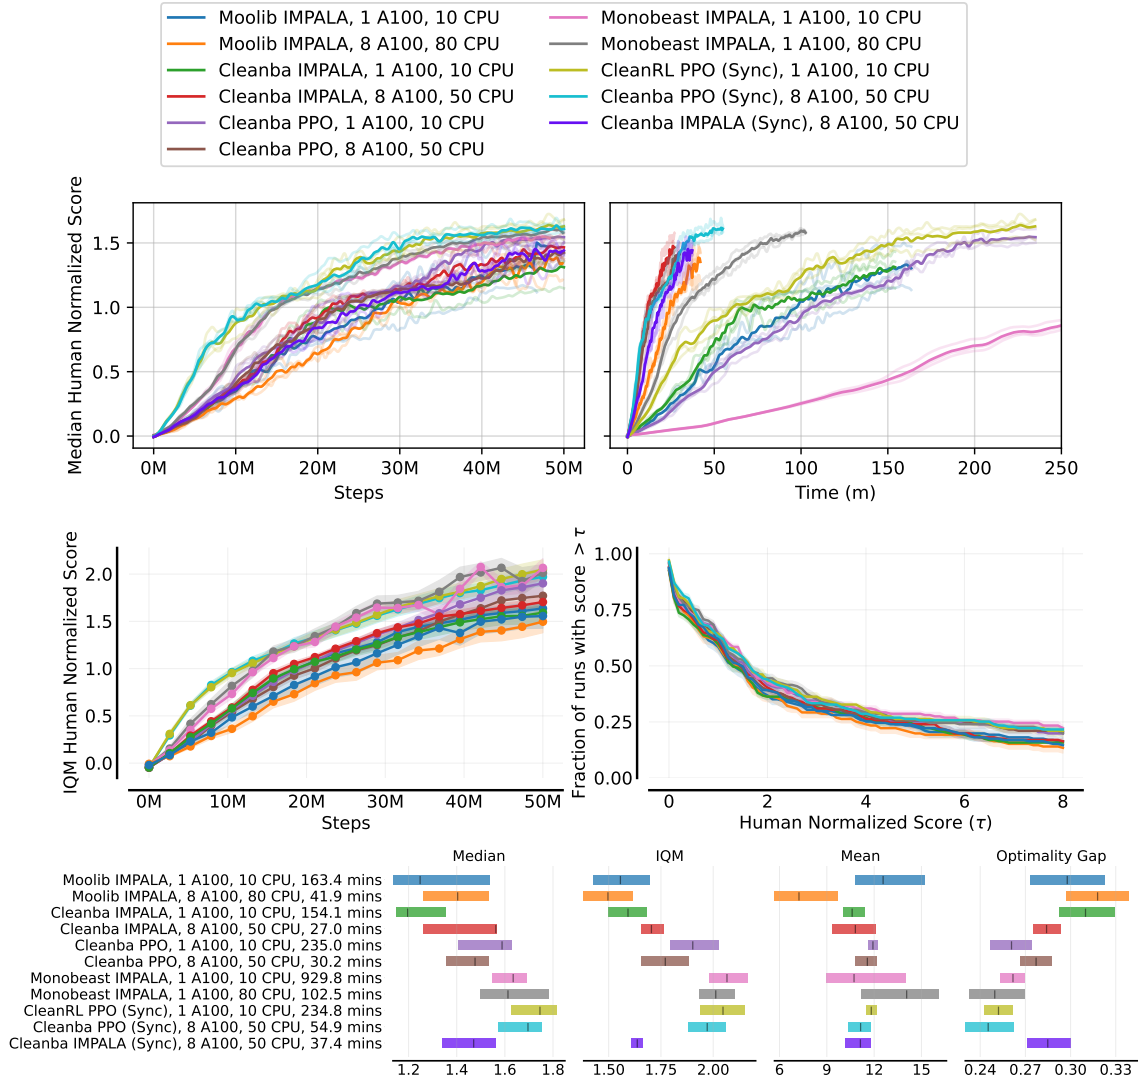 Moolib IMPALA, 1 A100, 10 CPU
Moolib IMPALA, 8 A100, 80 CPU
Cleanba IMPALA, 1 A100, 10 CPU
Cleanba IMPALA, 8 A100, 50 CPU
Cleanba PPO, 1 A100, 10 CPU
Cleanba PPO, 8 A100, 50 CPU
Monobeast IMPALA, 1 A100, 10 CPU
Monobeast IMPALA, 1 A100, 80 CPU
CleanRL PPO (Sync), 1 A100, 10 CPU
Cleanba PPO (Sync), 8 A100, 50 CPU
Cleanba IMPALA (Sync), 8 A100, 50 CPU
Median Human Normalized Score
1.5
1.0
0.5
0.0
0M 10M 20M 30M 40M 50M
Steps
0 50 100 150 200 250
Time (m)
IQM Human Normalized Score
2.0
1.5
1.0
0.5
0.0
0M 10M 20M 30M 40M 50M
Steps
Fraction of runs with score > τ
1.00
0.75
0.50
0.25
0.00
0 2 4 6 8
Human Normalized Score (τ)
Median IQM Mean Optimality Gap
Moolib IMPALA, 1 A100, 10 CPU, 163.4 mins
Moolib IMPALA, 8 A100, 80 CPU, 41.9 mins
Cleanba IMPALA, 1 A100, 10 CPU, 154.1 mins
Cleanba IMPALA, 8 A100, 50 CPU, 27.0 mins
Cleanba PPO, 1 A100, 10 CPU, 235.0 mins
Cleanba PPO, 8 A100, 50 CPU, 30.2 mins
Monobeast IMPALA, 1 A100, 10 CPU, 929.8 mins
Monobeast IMPALA, 1 A100, 80 CPU, 102.5 mins
CleanRL PPO (Sync), 1 A100, 10 CPU, 234.8 mins
Cleanba PPO (Sync), 8 A100, 50 CPU, 54.9 mins
Cleanba IMPALA (Sync), 8 A100, 50 CPU, 37.4 mins
1.2 1.4 1.6 1.8 1.50 1.75 2.00 6 9 12 15 0.24 0.27 0.30 0.33